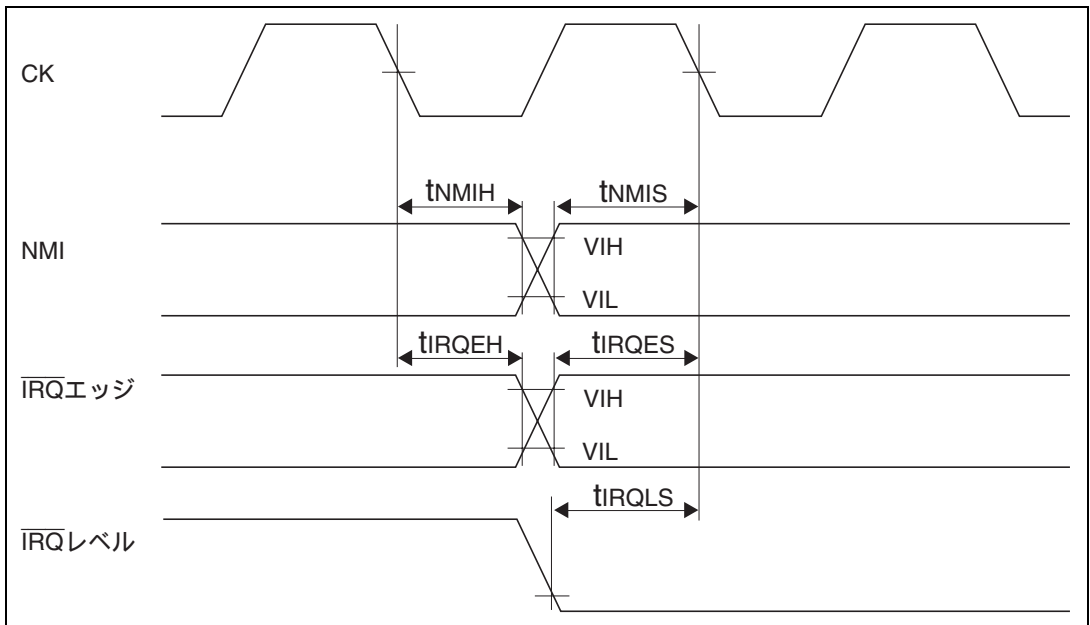 CK
tNMIH tNMIS
NMI
VIH
VIL
tIRQEH tIRQES
IRQエッジ
VIH
VIL
tIRQLS
IRQレベル